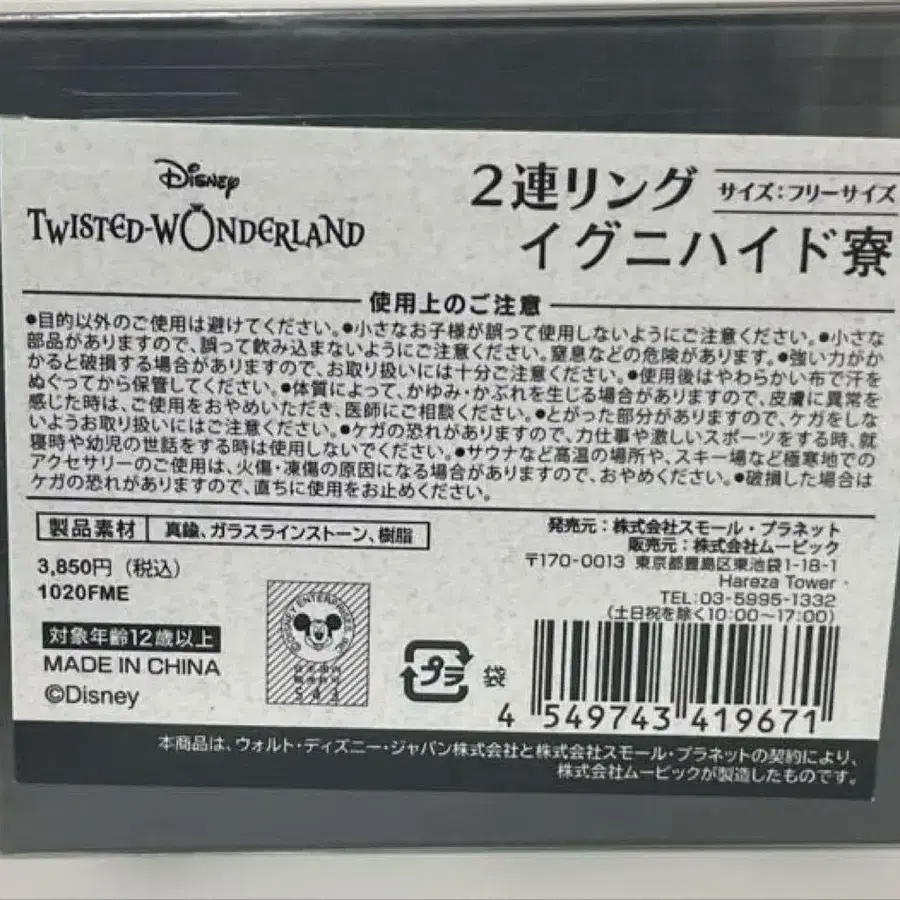 Disney
TWISTED-WONDERLAND
2連リング サイズ:フリーサイズ
イグニハイド寮
使用上のご注意
●目的以外のご使用は避けてください。●小さなお子様が誤って使用しないようにご注意ください。●小さな
部品がありますので、誤って飲み込まないようにご注意ください。窒息などの危険があります。●強い力がか
かると破損する場合がありますので、お取り扱いには十分ご注意ください。●使用後はやわらかい布で汗を
ぬぐってから保管してください。●体質によって、かゆみ・かぶれを生じる場合がありますので、皮膚に異常を
感じた時は、ご使用をおやめいただき、医師にご相談ください。●とがった部分がありますので、ケガをしな
いようお取り扱いにはご注意ください。●ケガの恐れがありますので、力仕事や激しいスポーツをする時、就
寝時や幼児の世話をする時は使用しないでください。●サウナなど高温の場所や、スキー場など極寒地での
アクセサリーのご使用は、火傷・凍傷の原因になる場合がありますので、おやめください。●破損した場合は
ケガの恐れがありますので、直ちに使用をお止めください。
製品素材 真鍮、ガラスラインストーン、樹脂
3,850円(税込)
1020FME
対象年齢12歳以上
MADE IN CHINA
©Disney
発売元:株式会社スモール・プラネット
販売元:株式会社ムービック
〒170-0013 東京都豊島区東池袋1-18-1
Hareza Tower
TEL:03-5995-1332
(土日祝を除く10:00~17:00)
プラ 袋
4 549743 419671
本商品は、ウォルト・ディズニー・ジャパン株式会社と株式会社スモール・プラネットの契約により、
株式会社ムービックが製造したものです。